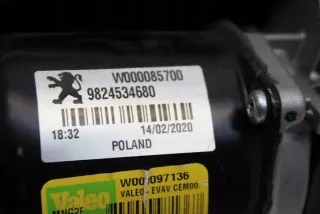 W000085700
9824534680
18:32 14/02/2020
POLAND
Valeo W000097136
VALEO - EVAV CEM00